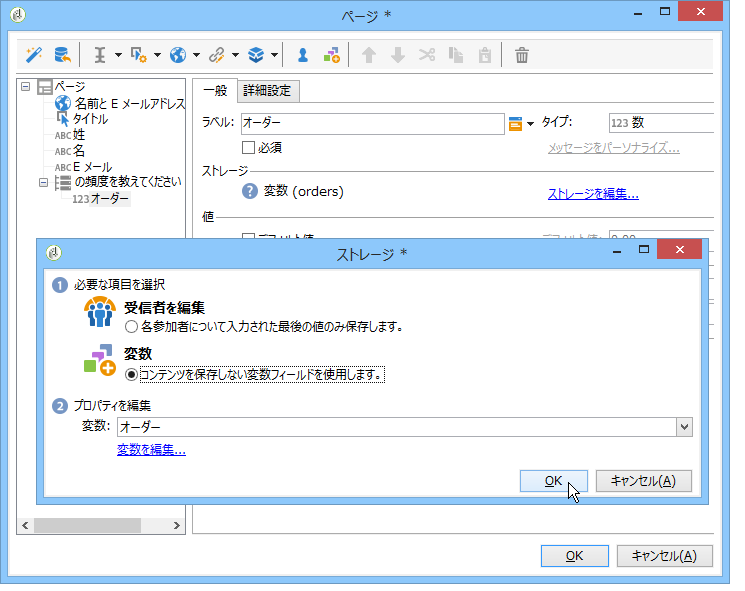 ページ *
ページ
名前と E メールアドレス
タイトル
ABC 姓
ABC 名
ABC E メール
の頻度を教えてください
123 オーダー
一般
詳細設定
ラベル:
オーダー
タイプ:
123 数
必須
メッセージをパーソナライズ...
ストレージ
変数 (orders)
ストレージを編集...
値
デフォルト値
デフォルト値:
0.00
ストレージ *
1 必要な項目を選択
受信者を編集
各参加者について入力された最後の値のみ保存します。
変数
コンテンツを保存しない変数フィールドを使用します。
2 プロパティを編集
変数:
オーダー
変数を編集...
OK
キャンセル(A)
OK
キャンセル(A)